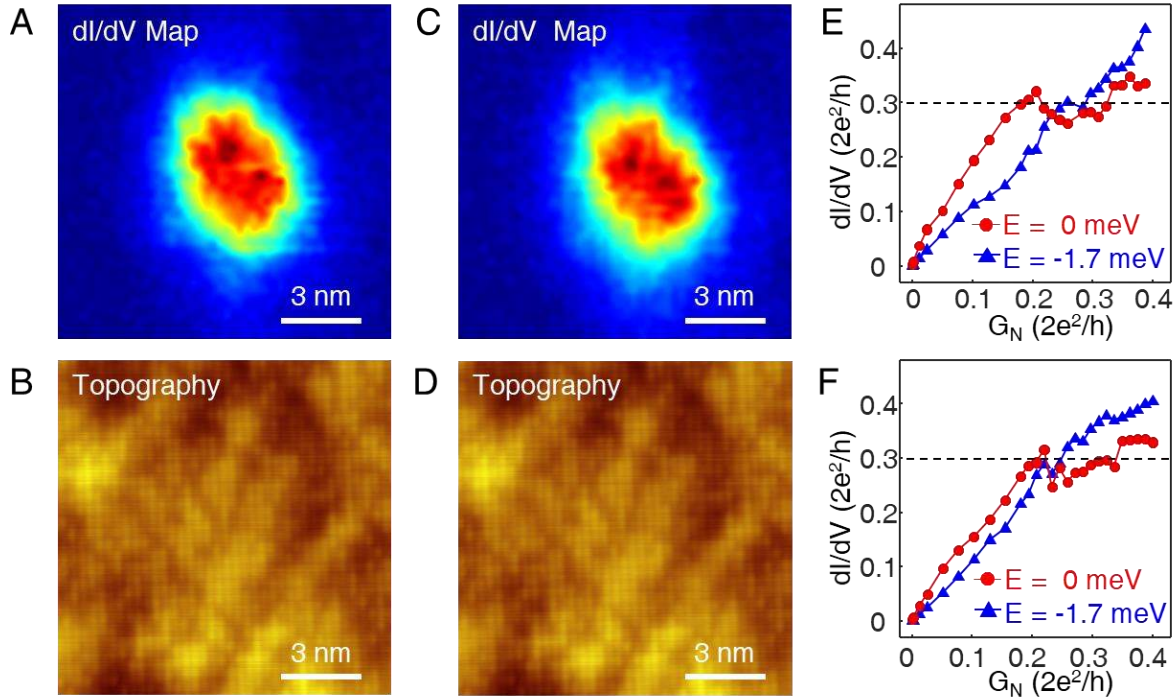 A
dI/dV Map
3 nm
B
Topography
3 nm
C
dI/dV Map
3 nm
D
Topography
3 nm
E
dI/dV (2e²/h)
0.4
0.3
0.2
0.1
0
E = 0 meV
E = -1.7 meV
0 0.1 0.2 0.3 0.4
G_N (2e²/h)
F
dI/dV (2e²/h)
0.4
0.3
0.2
0.1
0
E = 0 meV
E = -1.7 meV
0 0.1 0.2 0.3 0.4
G_N (2e²/h)